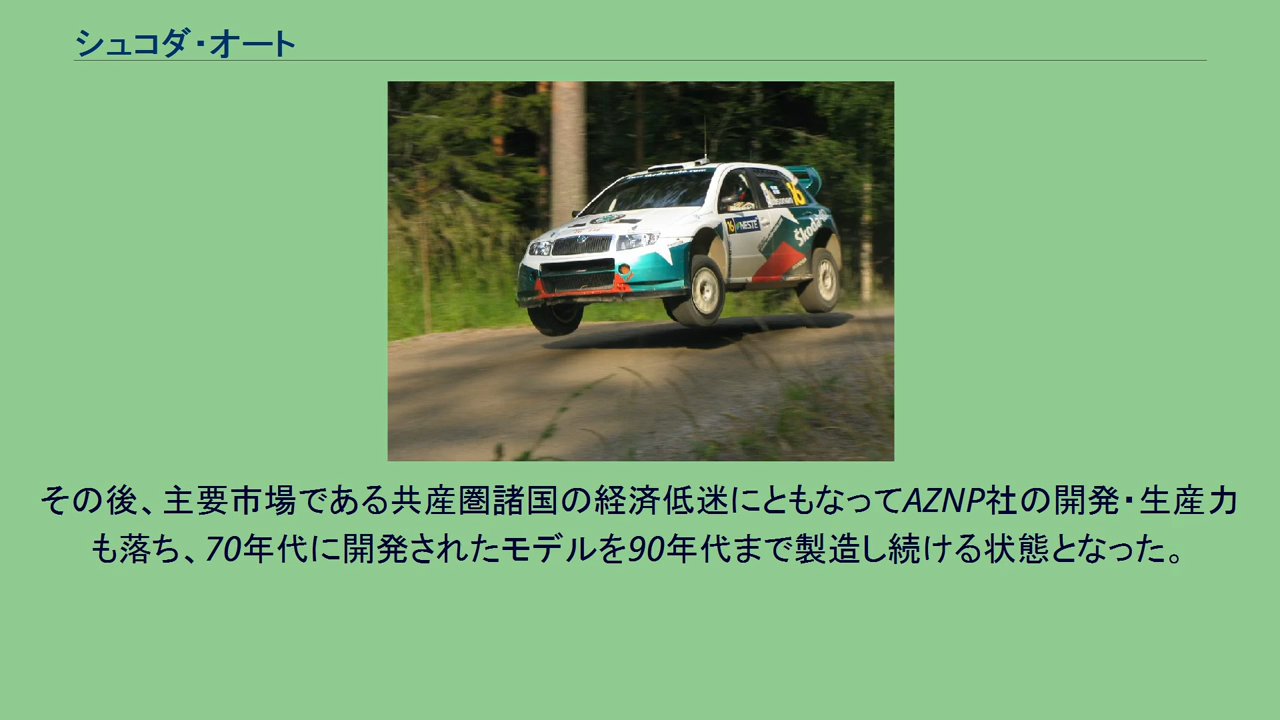 シュコダ・オート
16
16 NESTE
Škoda
その後、主要市場である共産圏諸国の経済低迷にともなってAZNP社の開発・生産力
も落ち、70年代に開発されたモデルを90年代まで製造し続ける状態となった。